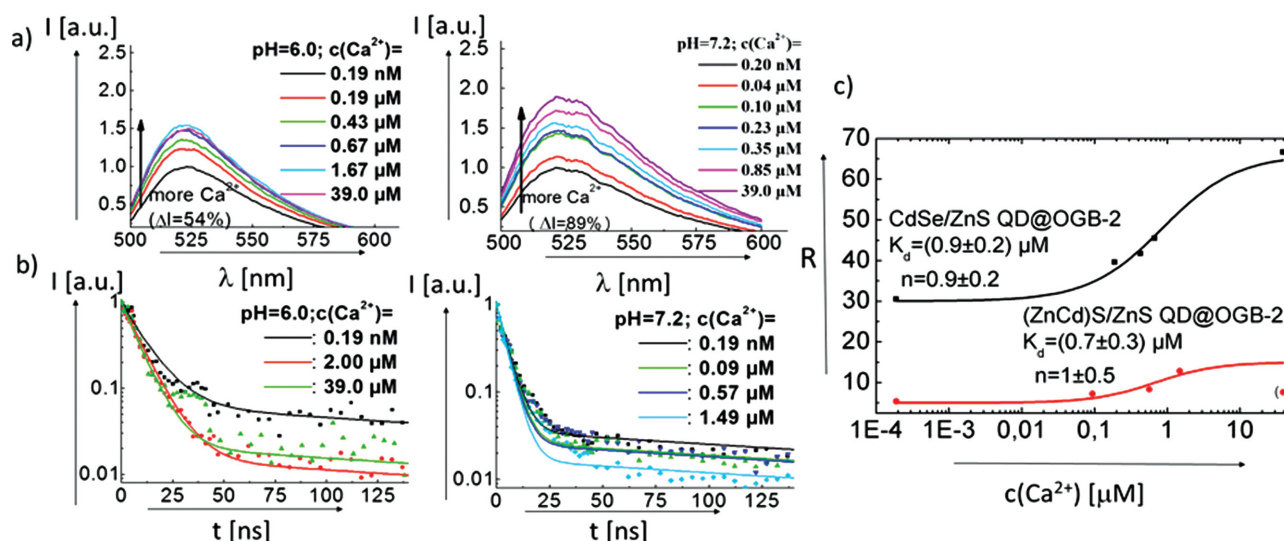 a)
I [a.u.]
pH=6.0; c(Ca²⁺)=
0.19 nM
0.19 µM
0.43 µM
0.67 µM
1.67 µM
39.0 µM
more Ca²⁺
(ΔI=54%)
2.5
2.0
1.5
1.0
0.5
500 525 550 575 600
λ [nm]
I [a.u.]
pH=7.2; c(Ca²⁺)=
0.20 nM
0.04 µM
0.10 µM
0.23 µM
0.35 µM
0.85 µM
39.0 µM
more Ca²⁺
( ΔI=89%)
2.5
2.0
1.5
1.0
0.5
500 525 550 575 600
λ [nm]
b)
I [a.u.]
pH=6.0;c(Ca²⁺)=
: 0.19 nM
: 2.00 µM
: 39.0 µM
1
0.1
0.01
0 25 50 75 100 125
t [ns]
I [a.u.]
pH=7.2; c(Ca²⁺)=
: 0.19 nM
: 0.09 µM
: 0.57 µM
: 1.49 µM
1
0.1
0.01
0 25 50 75 100 125
t [ns]
c)
R
70
60
50
40
30
20
10
CdSe/ZnS QD@OGB-2
K_d=(0.9±0.2) µM
n=0.9±0.2
(ZnCd)S/ZnS QD@OGB-2
K_d=(0.7±0.3) µM
n=1±0.5
(
1E-4 1E-3 0,01 0,1 1 10
c(Ca²⁺) [µM]